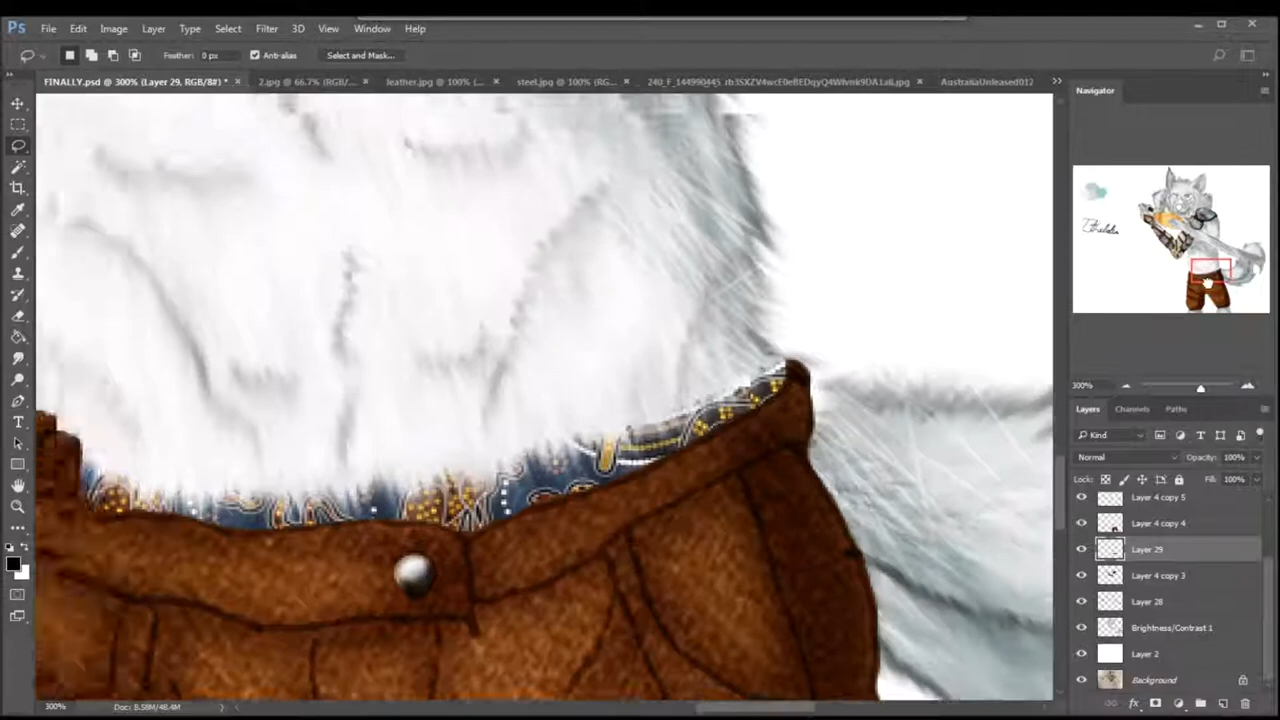 Ps File Edit Image Layer Type Select Filter 3D View Window Help
Feather: 0 px Anti-alias Select and Mask...
FINALLY.psd @ 300% (Layer 29, RGB/8#) * × 2.jpg @ 66.7% (RGB/... × leather.jpg @ 100% (... × steel.jpg @ 100% (RG... × AustraliaUnleased012 >>
Navigator
300%
Layers Channels Paths
Kind
Normal Opacity: 100%
Lock: Fill: 100%
Layer 4 copy 5
Layer 4 copy 4
Layer 29
Layer 4 copy 3
Layer 28
Brightness/Contrast 1
Layer 2
Background
300% Doc: 8.58M/48.4M